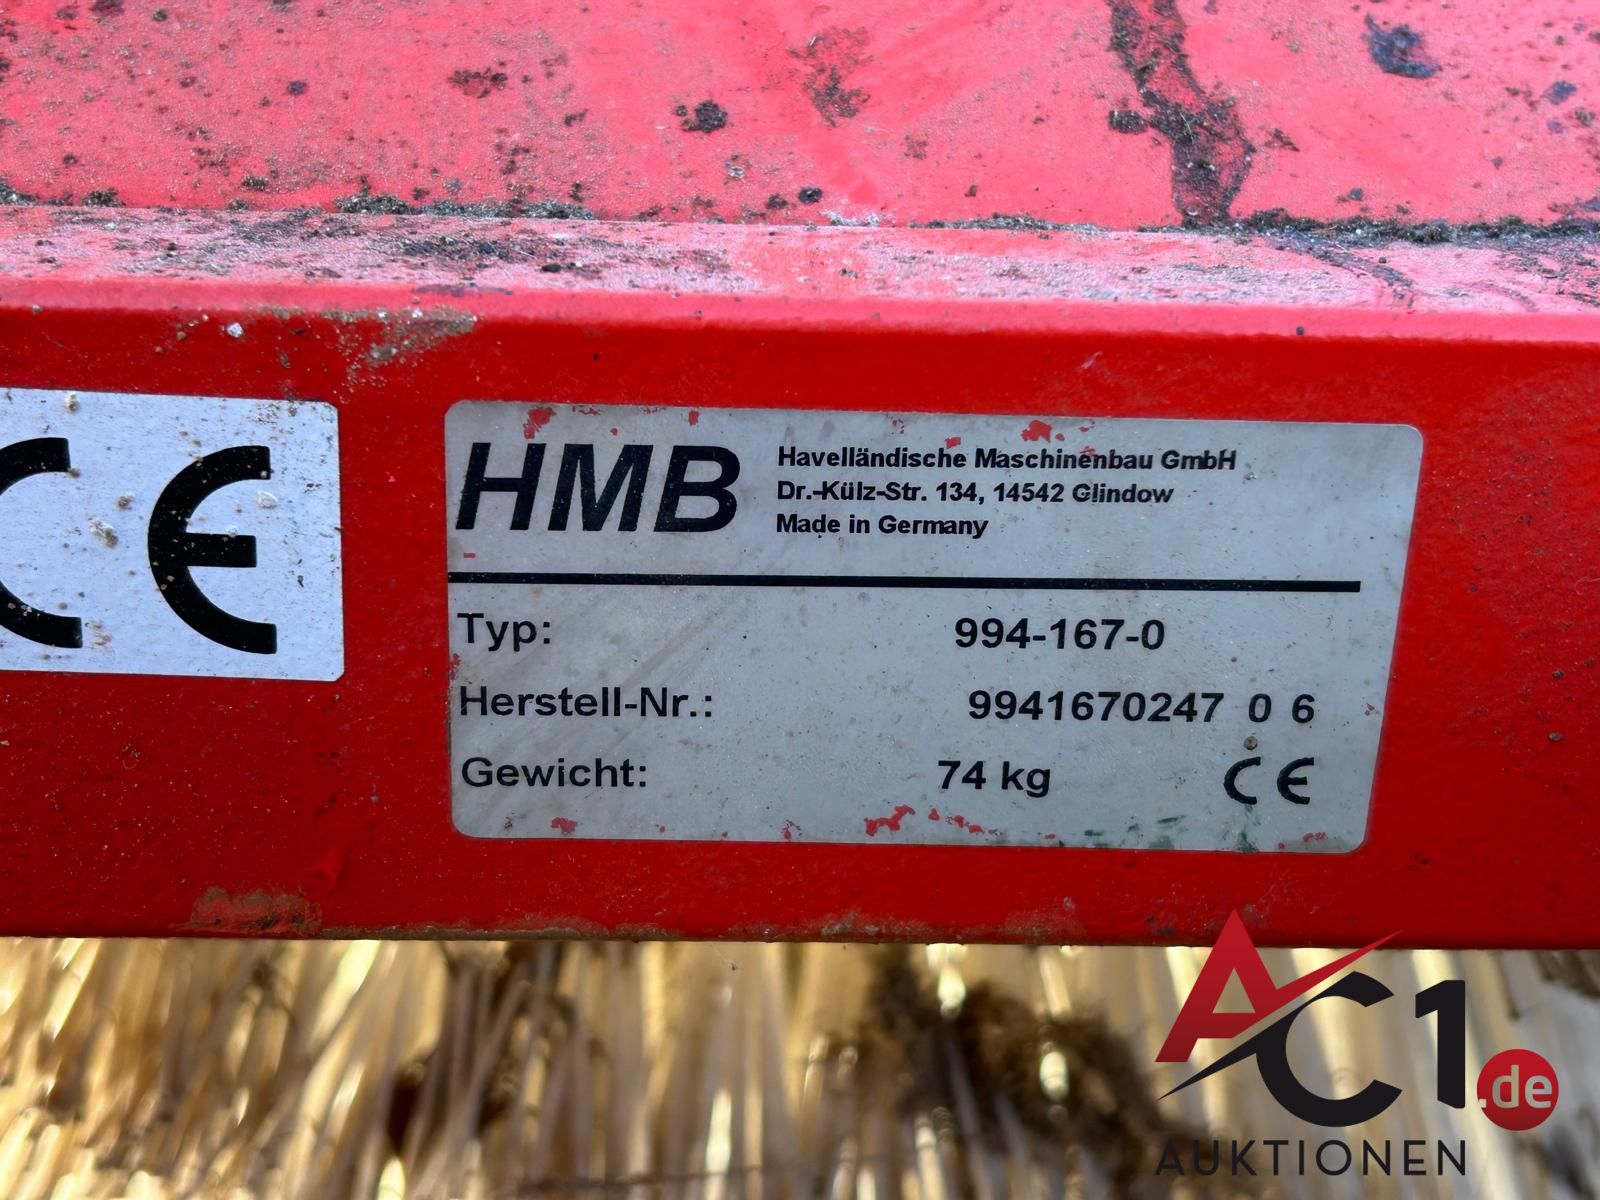 CE
HMB
Havelländische Maschinenbau GmbH
Dr.-Külz-Str. 134, 14542 Glindow
Made in Germany
Typ: 994-167-0
Herstell-Nr.: 9941670247 0 6
Gewicht: 74 kg CE
AC1.de
AUKTIONEN